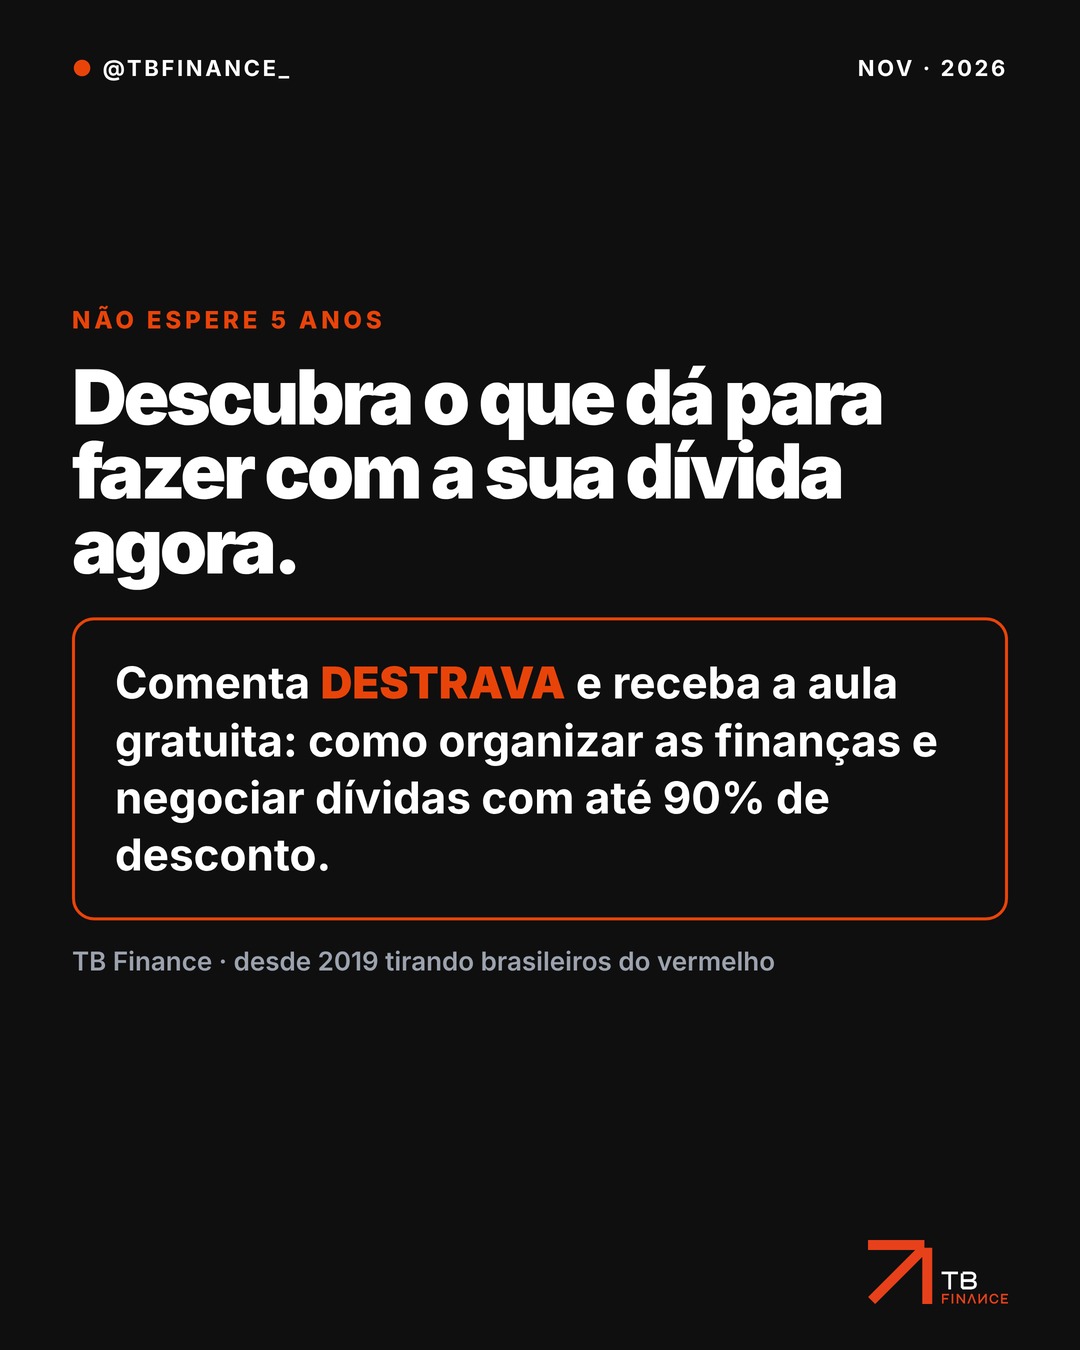 @TBFINANCE_
NOV · 2026
NÃO ESPERE 5 ANOS
Descubra o que dá para
fazer com a sua dívida
agora.
Comenta DESTRAVA e receba a aula
gratuita: como organizar as finanças e
negociar dívidas com até 90% de
desconto.
TB Finance · desde 2019 tirando brasileiros do vermelho
TB
FINANCE